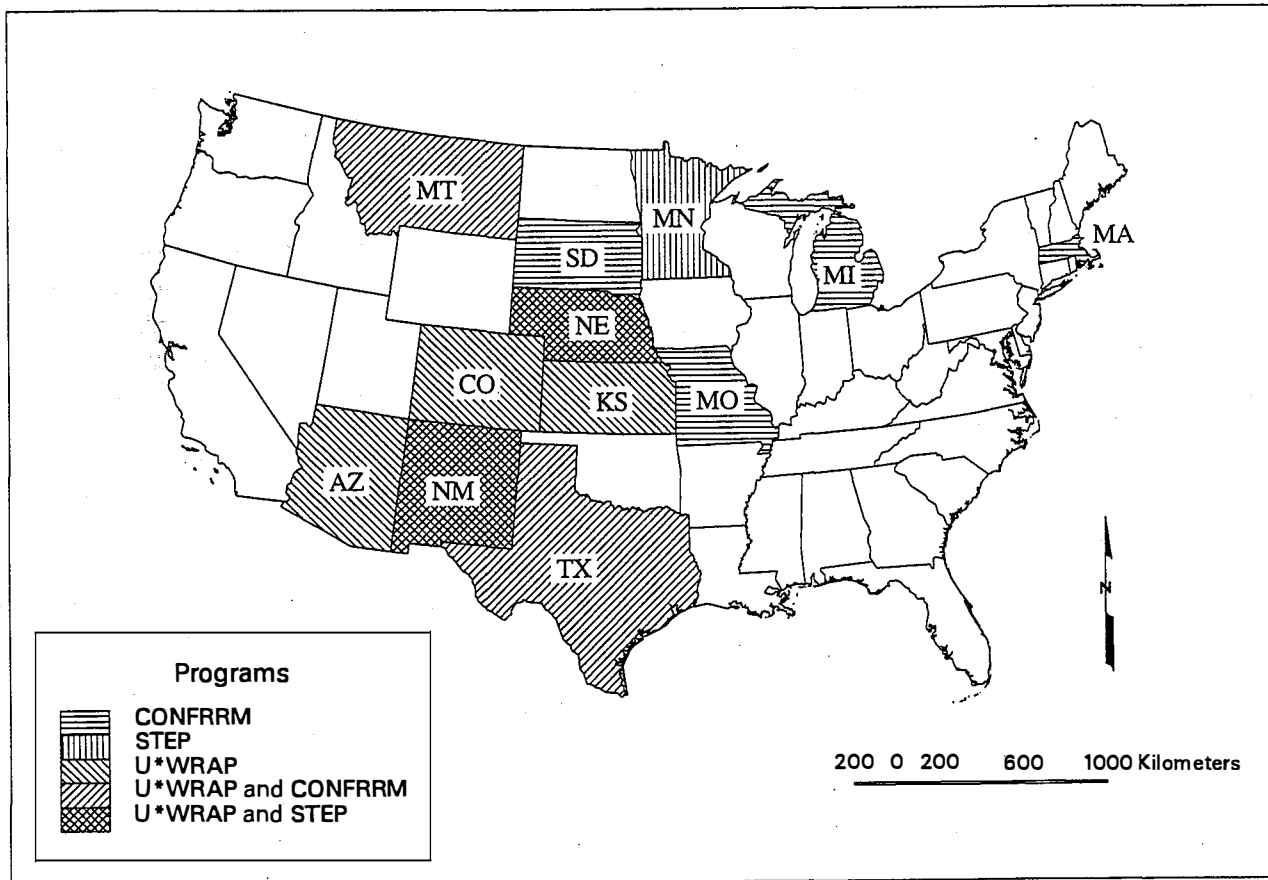 MT
MN
MA
SD
MI
NE
CO
KS
MO
AZ
NM
TX
N
Programs
CONFRRM
STEP
U*WRAP
U*WRAP and CONFRRM
U*WRAP and STEP
200 0 200 600 1000 Kilometers